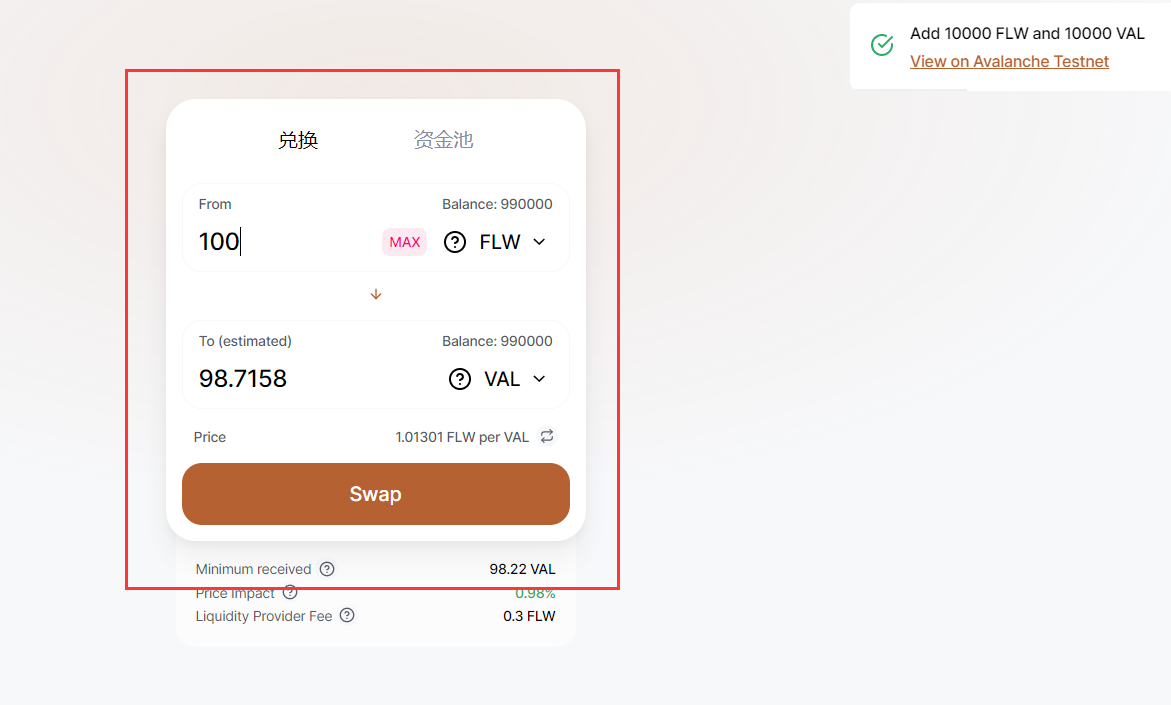 Add 10000 FLW and 10000 VAL
View on Avalanche Testnet
兑换 资金池
From Balance: 990000
100 MAX FLW
To (estimated) Balance: 990000
98.7158 VAL
Price 1.01301 FLW per VAL
Swap
Minimum received 98.22 VAL
Price Impact 0.98%
Liquidity Provider Fee 0.3 FLW